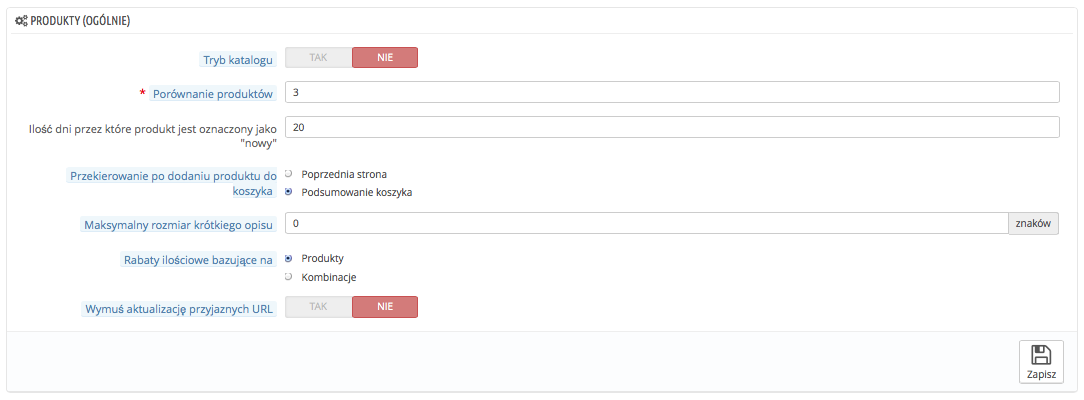 PRODUKTY (OGÓLNIE)
Tryb katalogu TAK NIE
* Porównanie produktów 3
Ilość dni przez które produkt jest oznaczony jako
"nowy"
20
Przekierowanie po dodaniu produktu do
koszyka
Poprzednia strona
Podsumowanie koszyka
Maksymalny rozmiar krótkiego opisu 0 znaków
Rabaty ilościowe bazujące na Produkty
Kombinacje
Wymuś aktualizację przyjaznych URL TAK NIE
Zapisz